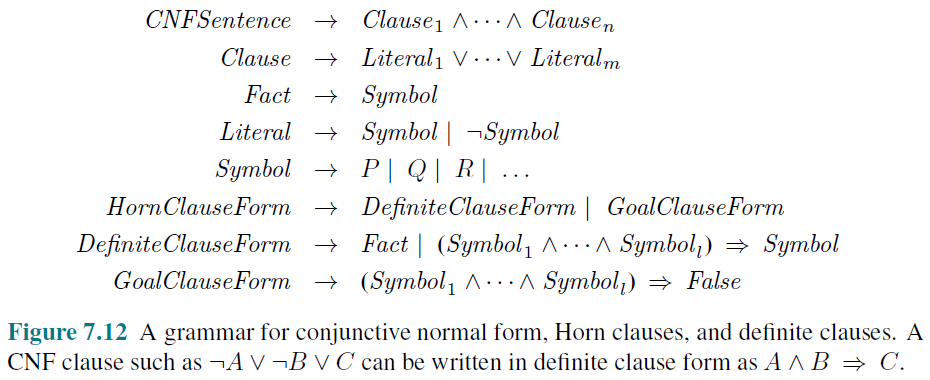 CNFSentence → Clause₁ ∧ ⋯ ∧ Clauseₙ
Clause → Literal₁ ∨ ⋯ ∨ Literalₘ
Fact → Symbol
Literal → Symbol | ¬Symbol
Symbol → P | Q | R | …
HornClauseForm → DefiniteClauseForm | GoalClauseForm
DefiniteClauseForm → Fact | (Symbol₁ ∧ ⋯ ∧ Symbolₗ) ⇒ Symbol
GoalClauseForm → (Symbol₁ ∧ ⋯ ∧ Symbolₗ) ⇒ False
Figure 7.12 A grammar for conjunctive normal form, Horn clauses, and definite clauses. A
CNF clause such as ¬A ∨ ¬B ∨ C can be written in definite clause form as A ∧ B ⇒ C.